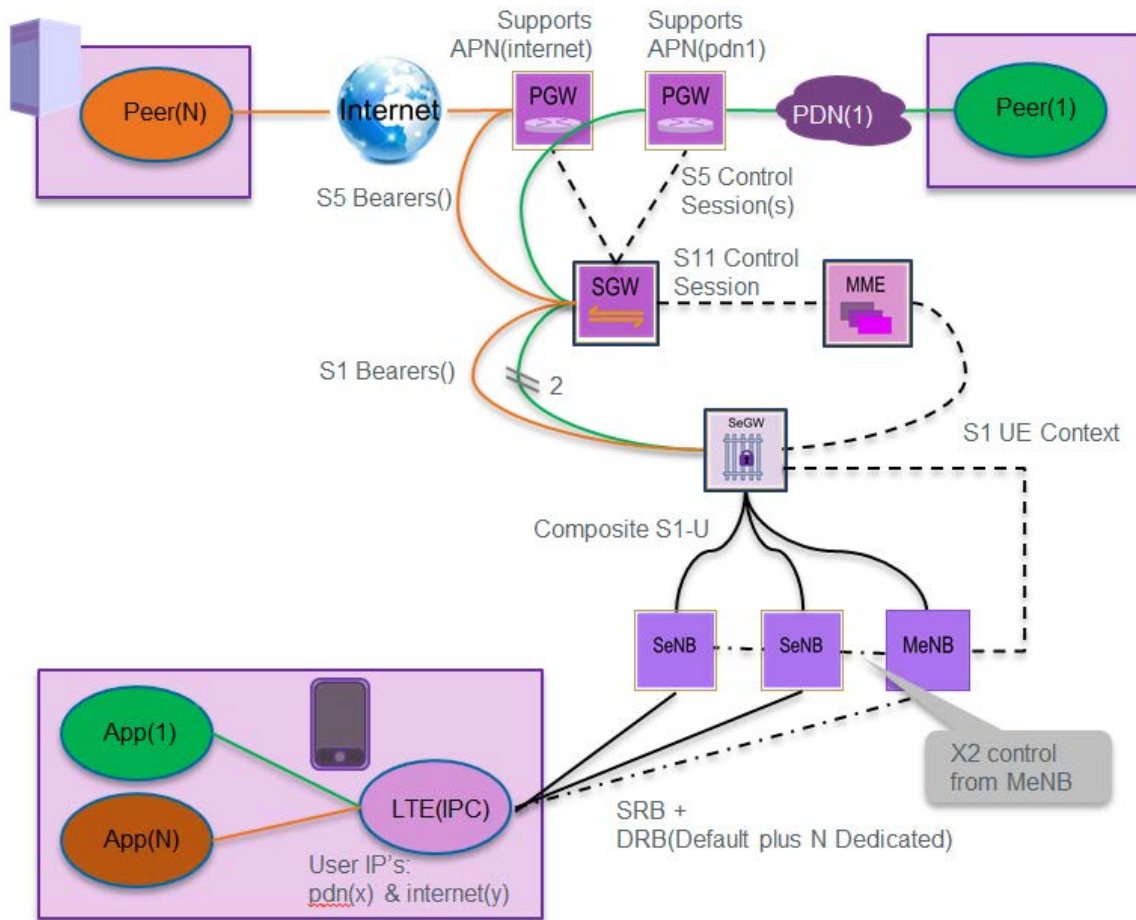 Supports
APN(internet)
Supports
APN(pdn1)
Peer(N)
Internet
PGW
PGW
PDN(1)
Peer(1)
S5 Bearers()
S5 Control
Session(s)
S11 Control
Session
SGW
MME
S1 Bearers()
2
SeGW
S1 UE Context
Composite S1-U
SeNB
SeNB
MeNB
App(1)
X2 control
from MeNB
LTE(IPC)
App(N)
SRB +
DRB(Default plus N Dedicated)
User IP's:
pdn(x) & internet(y)